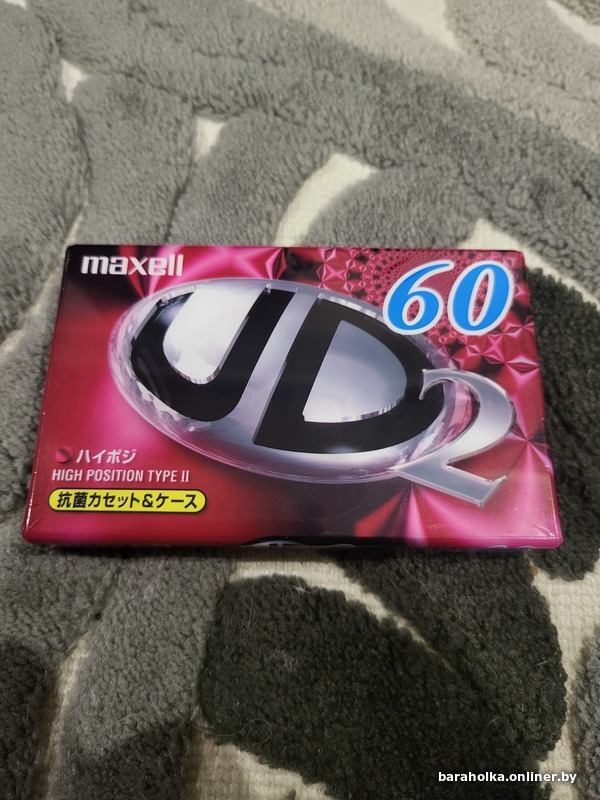 maxell
60
UD2
ハイポジ
HIGH POSITION TYPE II
抗菌カセット&ケース
baraholka.onliner.by